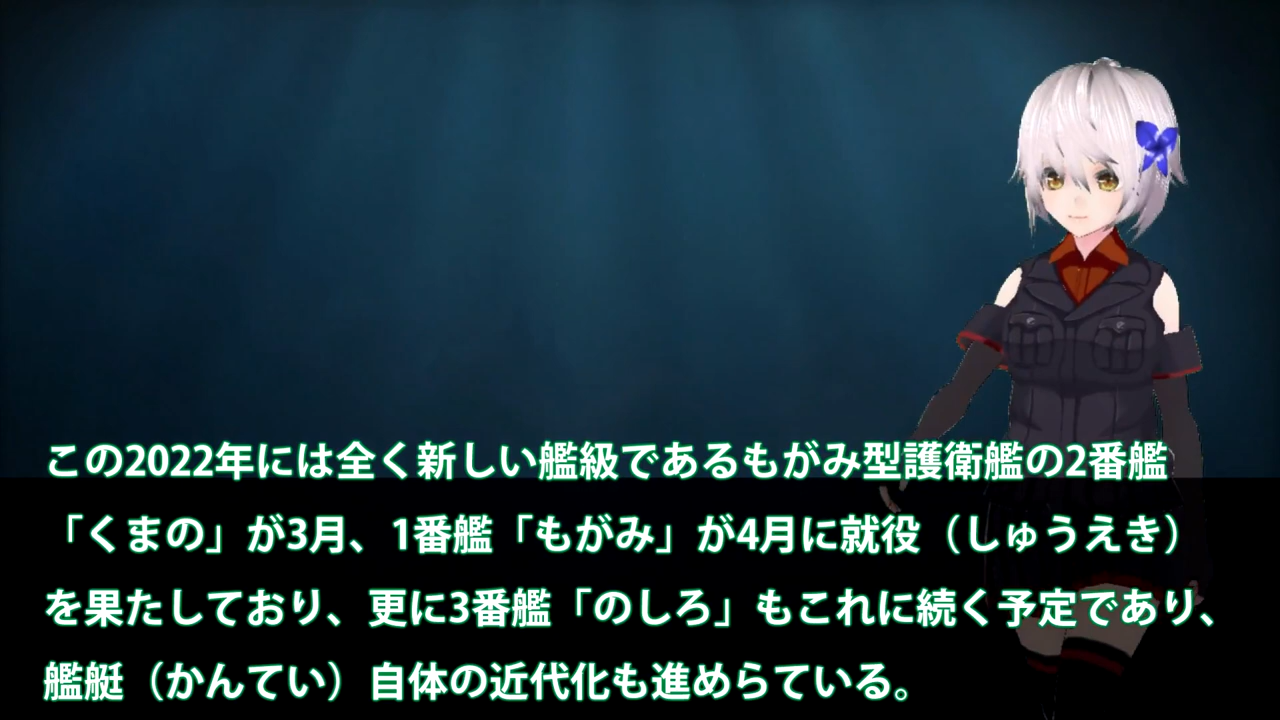 この2022年には全く新しい艦級であるもがみ型護衛艦の2番艦
「くまの」が3月、1番艦「もがみ」が4月に就役（しゅうえき）
を果たしており、更に3番艦「のしろ」もこれに続く予定であり、
艦艇（かんてい）自体の近代化も進めらている。